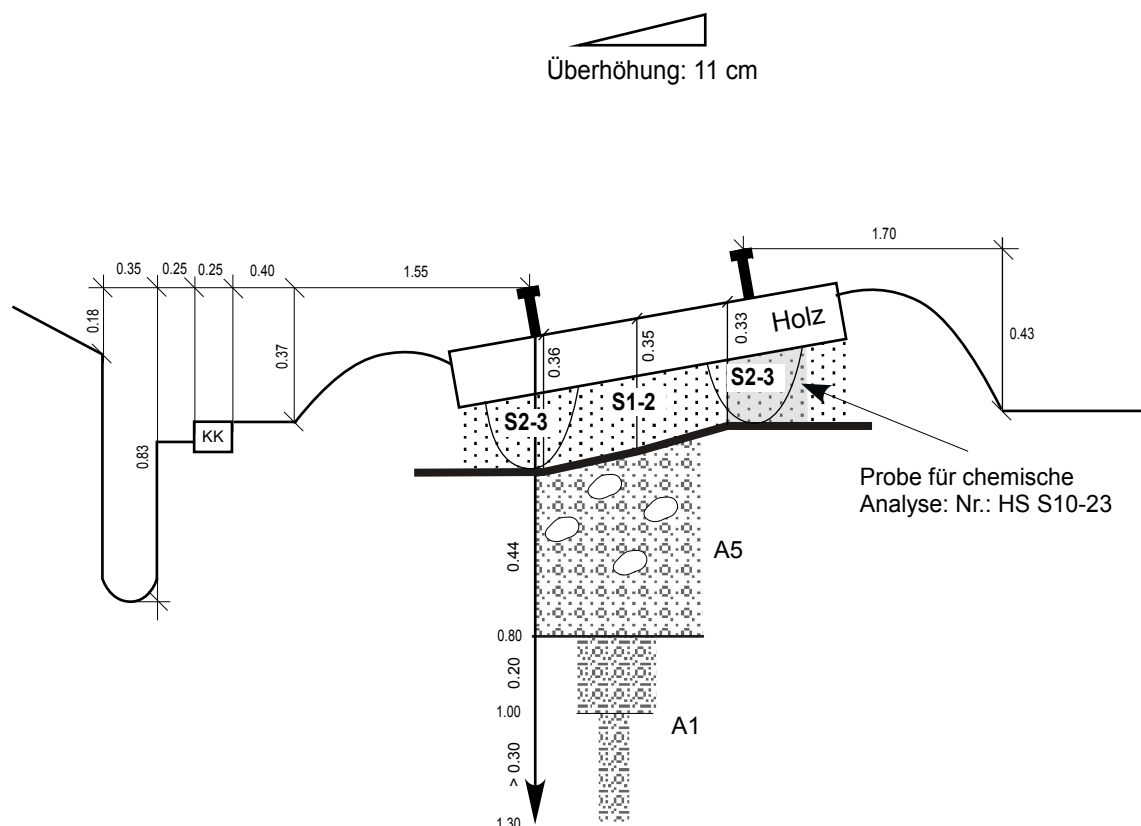 Überhöhung: 11 cm
1.70
0.35 0.25 0.25 0.40 1.55
0.18
0.37
0.36
0.35
0.33
Holz
0.43
S2-3
S1-2
S2-3
KK
0.83
Probe für chemische
Analyse: Nr.: HS S10-23
0.44
A5
0.80
0.20
1.00
A1
> 0.30
1.30